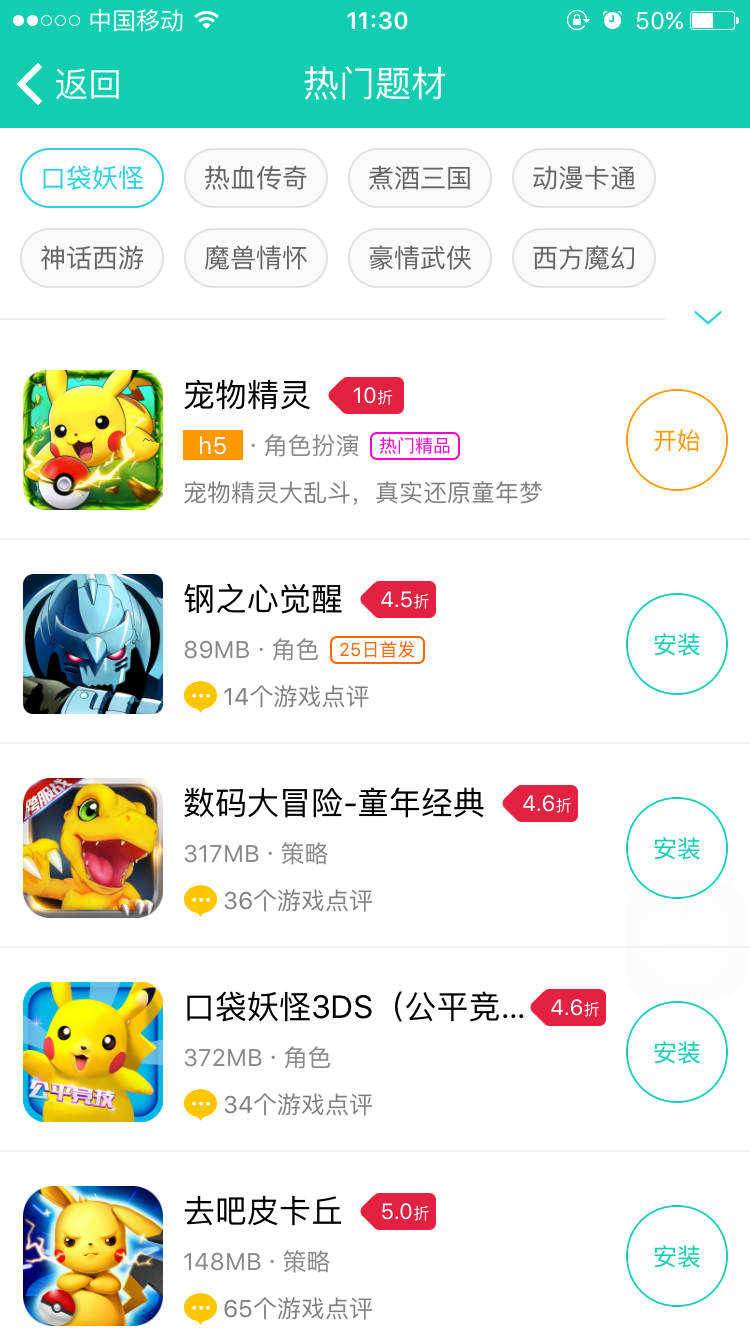 中国移动 11:30 50%
返回 热门题材
口袋妖怪 热血传奇 煮酒三国 动漫卡通
神话西游 魔兽情怀 豪情武侠 西方魔幻
宠物精灵 10折
h5 · 角色扮演 热门精品
开始
宠物精灵大乱斗，真实还原童年梦
钢之心觉醒 4.5折
89MB · 角色 25日首发
安装
14个游戏点评
跨服战
数码大冒险-童年经典 4.6折
317MB · 策略
安装
36个游戏点评
口袋妖怪3DS（公平竞... 4.6折
372MB · 角色
安装
公平竞技
34个游戏点评
去吧皮卡丘 5.0折
148MB · 策略
安装
65个游戏点评